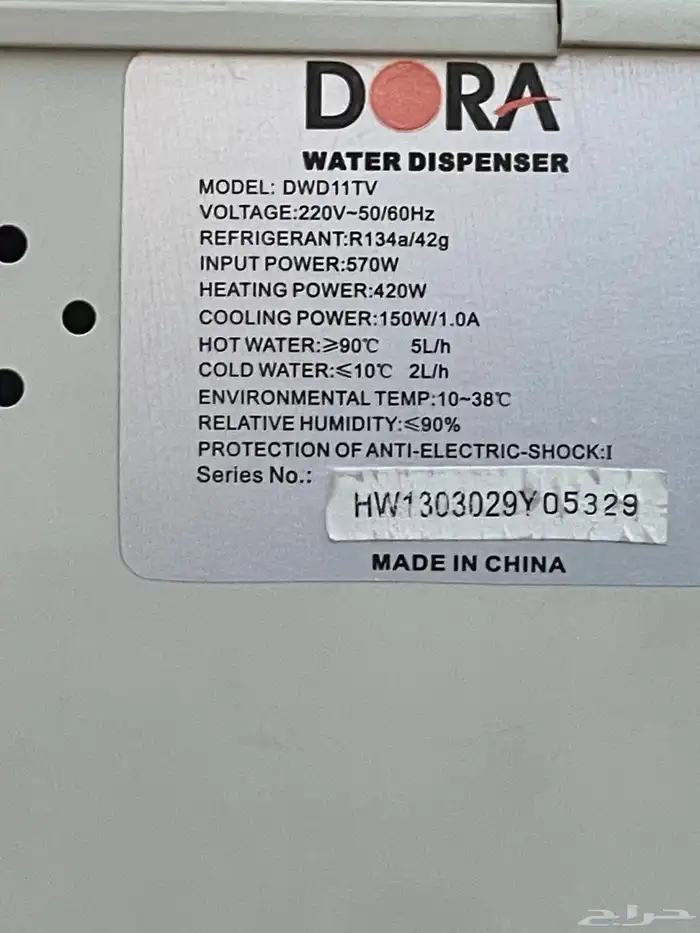 DORA
WATER DISPENSER
MODEL: DWD11TV
VOLTAGE:220V~50/60Hz
REFRIGERANT:R134a/42g
INPUT POWER:570W
HEATING POWER:420W
COOLING POWER:150W/1.0A
HOT WATER:≥90℃ 5L/h
COLD WATER:≤10℃ 2L/h
ENVIRONMENTAL TEMP:10~38℃
RELATIVE HUMIDITY:≤90%
PROTECTION OF ANTI-ELECTRIC-SHOCK:I
Series No.:
HW1303029Y05329
MADE IN CHINA
حراج